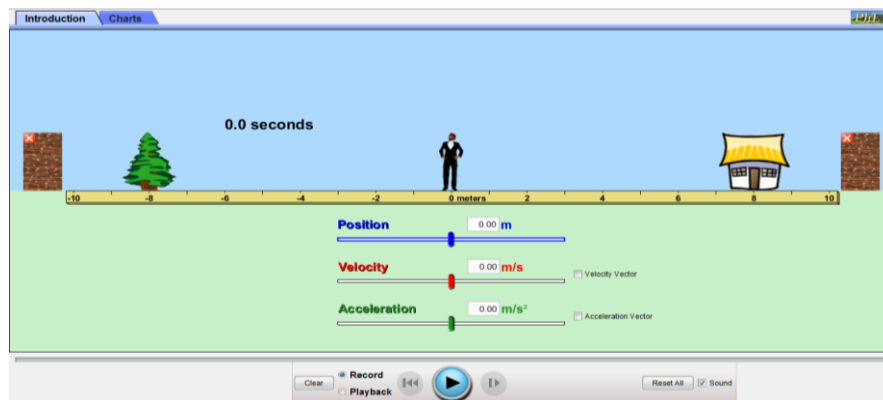 Introduction Charts PhET
0.0 seconds
-10 -8 -6 -4 -2 0 meters 2 4 6 8 10
Position 0.00 m
Velocity 0.00 m/s
Velocity Vector
Acceleration 0.00 m/s²
Acceleration Vector
Clear Record
Playback
Reset All Sound